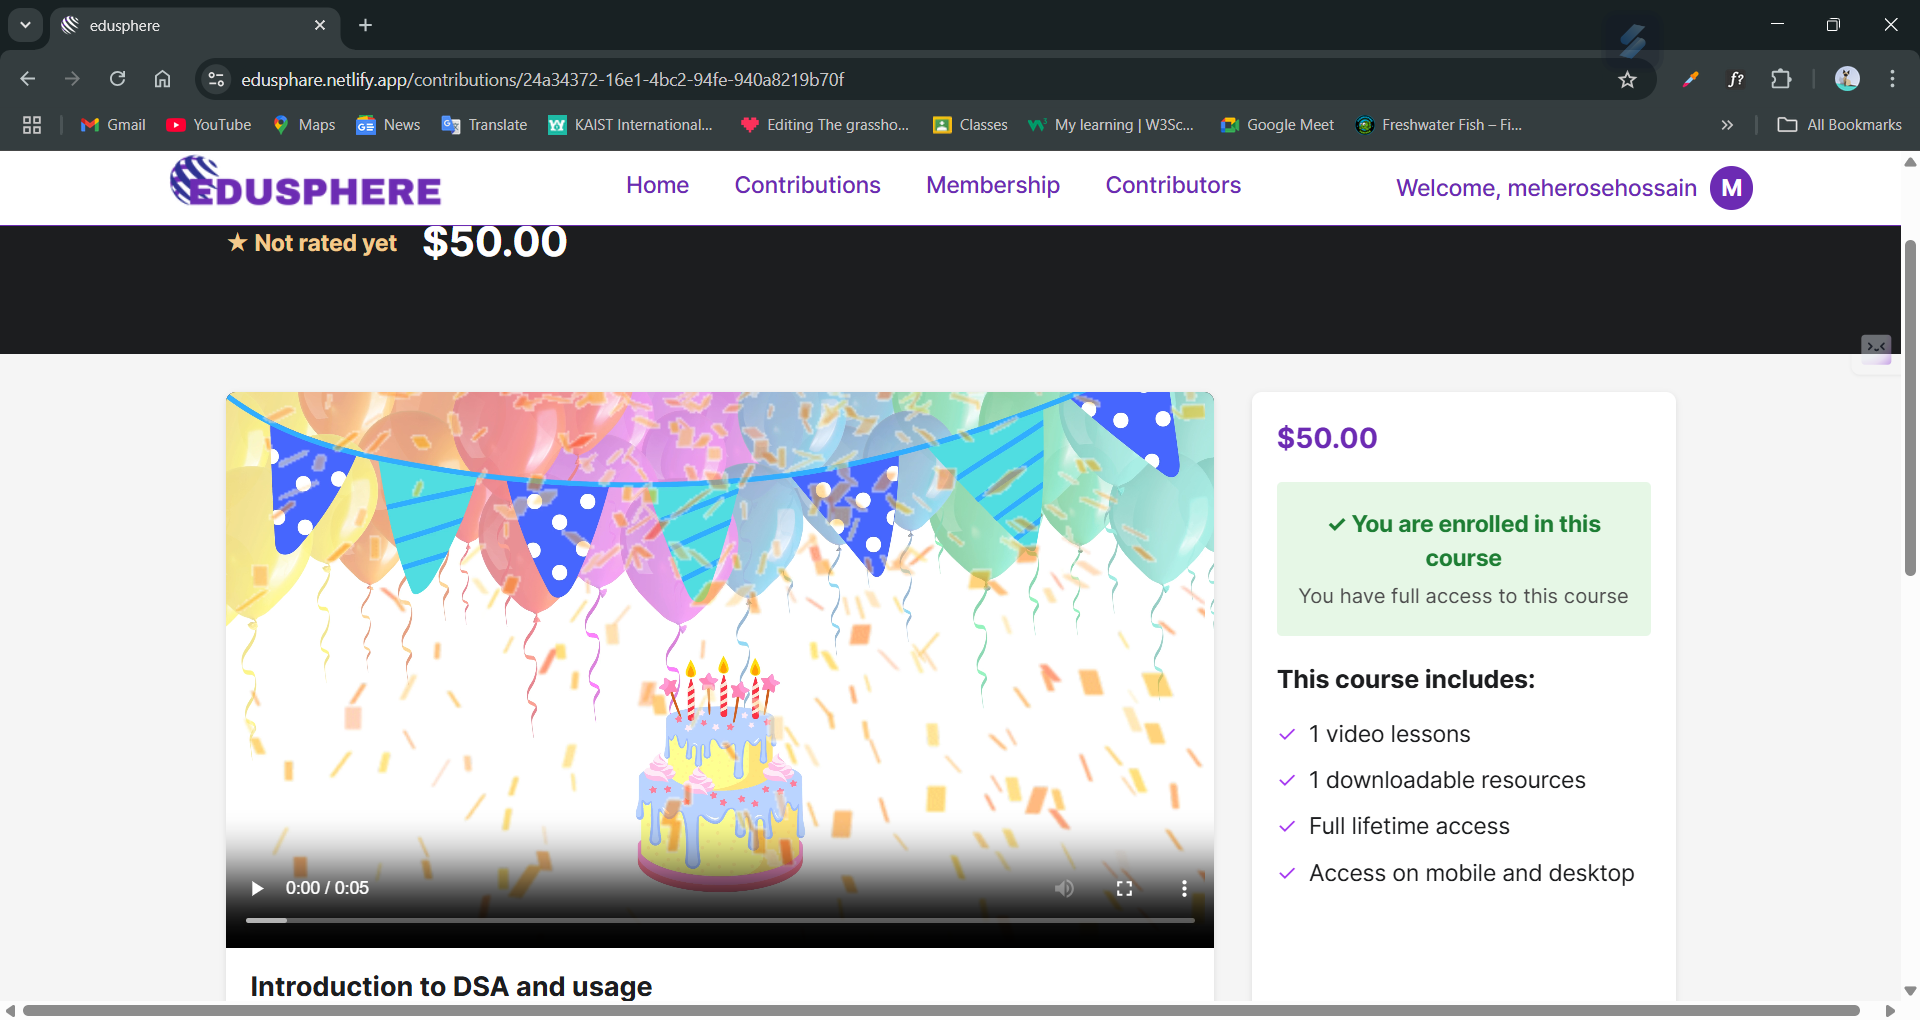 edusphere
edusphare.netlify.app/contributions/24a34372-16e1-4bc2-94fe-940a8219b70f
f?
Gmail
YouTube
Maps
News
Translate
KAIST International...
Editing The grassho...
Classes
My learning | W3Sc...
Google Meet
Freshwater Fish – Fi...
»
All Bookmarks
EDUSPHERE
Home
Contributions
Membership
Contributors
Welcome, meherosehossain
M
★ Not rated yet
$50.00
$50.00
✓ You are enrolled in this
course
You have full access to this course
This course includes:
✓ 1 video lessons
✓ 1 downloadable resources
✓ Full lifetime access
✓ Access on mobile and desktop
0:00 / 0:05
Introduction to DSA and usage